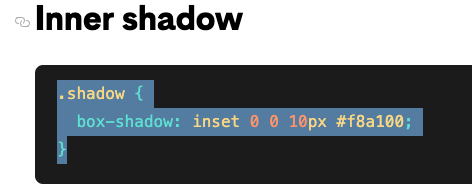 Inner shadow
.shadow {
  box-shadow: inset 0 0 10px #f8a100;
}